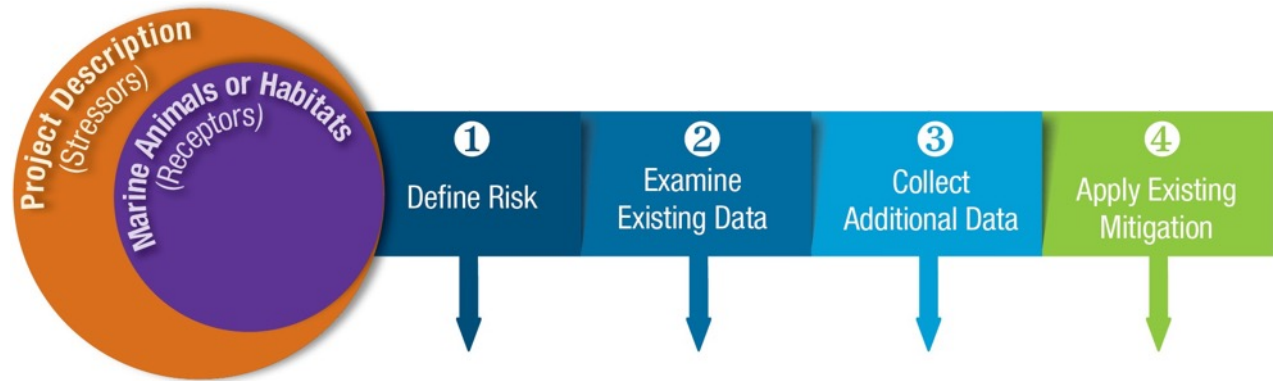 Project Description
(Stressors)
Marine Animals or Habitats
(Receptors)
1
Define Risk
2
Examine
Existing Data
3
Collect
Additional Data
4
Apply Existing
Mitigation